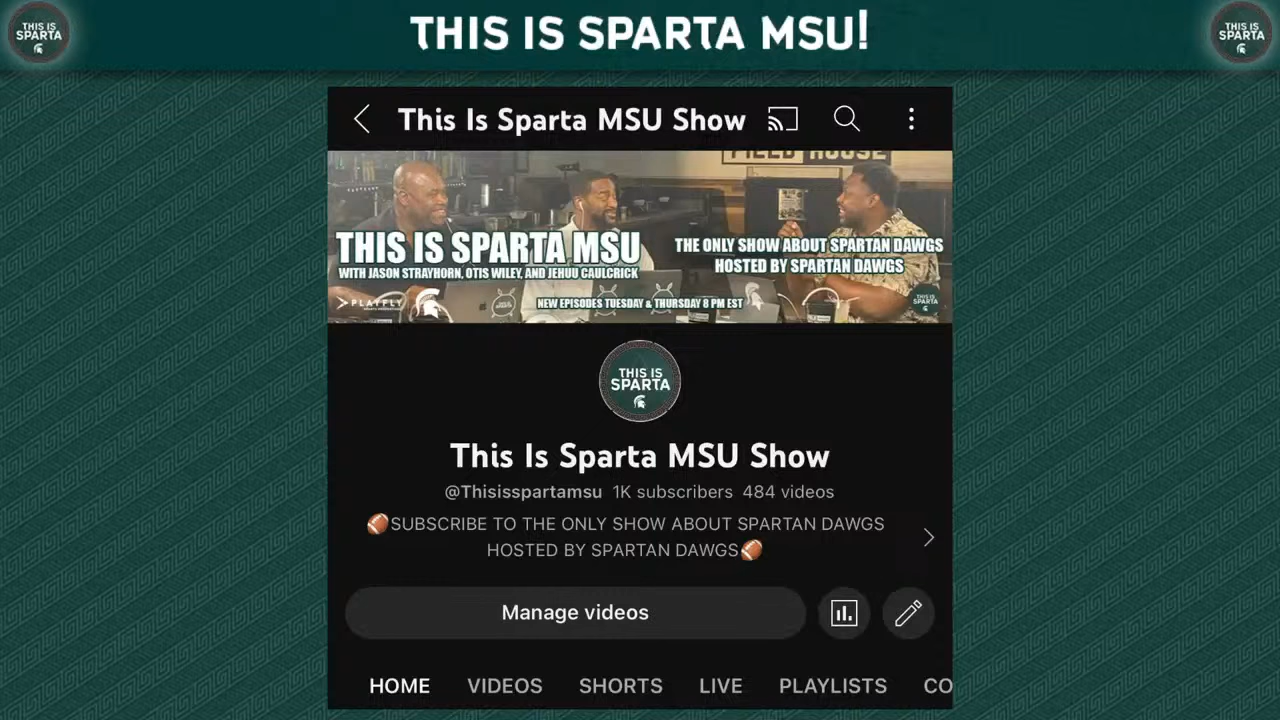 THIS IS
SPARTA
THIS IS SPARTA MSU!
THIS IS
SPARTA
This Is Sparta MSU Show
FIELD HOUSE
THIS IS SPARTA MSU
WITH JASON STRAYHORN, OTIS WILEY, AND JEHUU CAULCRICK
THE ONLY SHOW ABOUT SPARTAN DAWGS
HOSTED BY SPARTAN DAWGS
PLAYFLY
NEW EPISODES TUESDAY & THURSDAY 8 PM EST
THIS IS
SPARTA
THIS IS
SPARTA
This Is Sparta MSU Show
@Thisisspartamsu 1K subscribers 484 videos
🏈SUBSCRIBE TO THE ONLY SHOW ABOUT SPARTAN DAWGS
HOSTED BY SPARTAN DAWGS🏈
Manage videos
HOME VIDEOS SHORTS LIVE PLAYLISTS CO